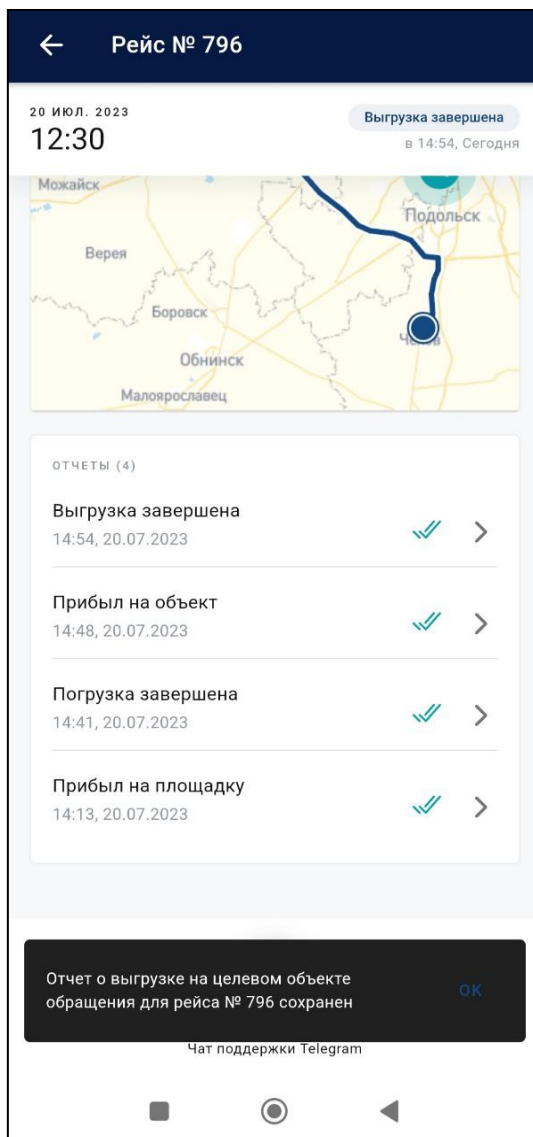 Рейс № 796
20 ИЮЛ. 2023
12:30
Выгрузка завершена
в 14:54, Сегодня
Можайск
Подольск
Верея
Боровск
Чехов
Обнинск
Малоярославец
ОТЧЕТЫ (4)
Выгрузка завершена
14:54, 20.07.2023
Прибыл на объект
14:48, 20.07.2023
Погрузка завершена
14:41, 20.07.2023
Прибыл на площадку
14:13, 20.07.2023
Отчет о выгрузке на целевом объекте
обращения для рейса № 796 сохранен
ОК
Чат поддержки Telegram